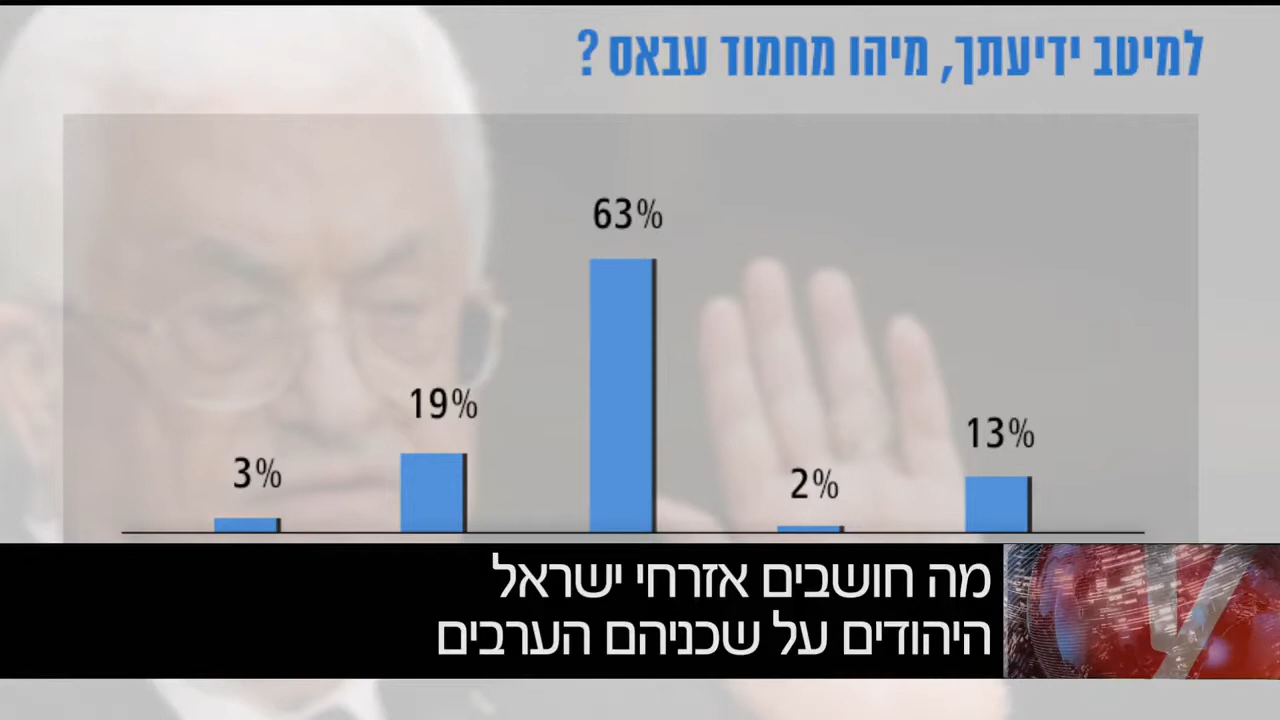 למיטב ידיעתך, מיהו מחמוד עבאס?
63%
19%
13%
3%
2%
מה חושבים אזרחי ישראל
היהודים על שכניהם הערבים